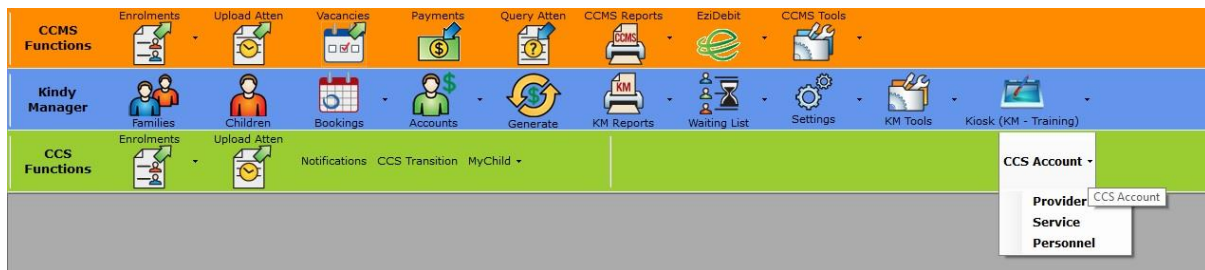 CCMS Functions
Enrolments
Upload Atten
Vacancies
Payments
Query Atten
CCMS Reports
CCMS
EziDebit
CCMS Tools
Kindy Manager
Families
Children
Bookings
Accounts
Generate
KM
KM Reports
Waiting List
Settings
KM Tools
Kiosk (KM - Training)
CCS Functions
Enrolments
Upload Atten
Notifications
CCS Transition
MyChild
CCS Account
Provider
CCS Account
Service
Personnel